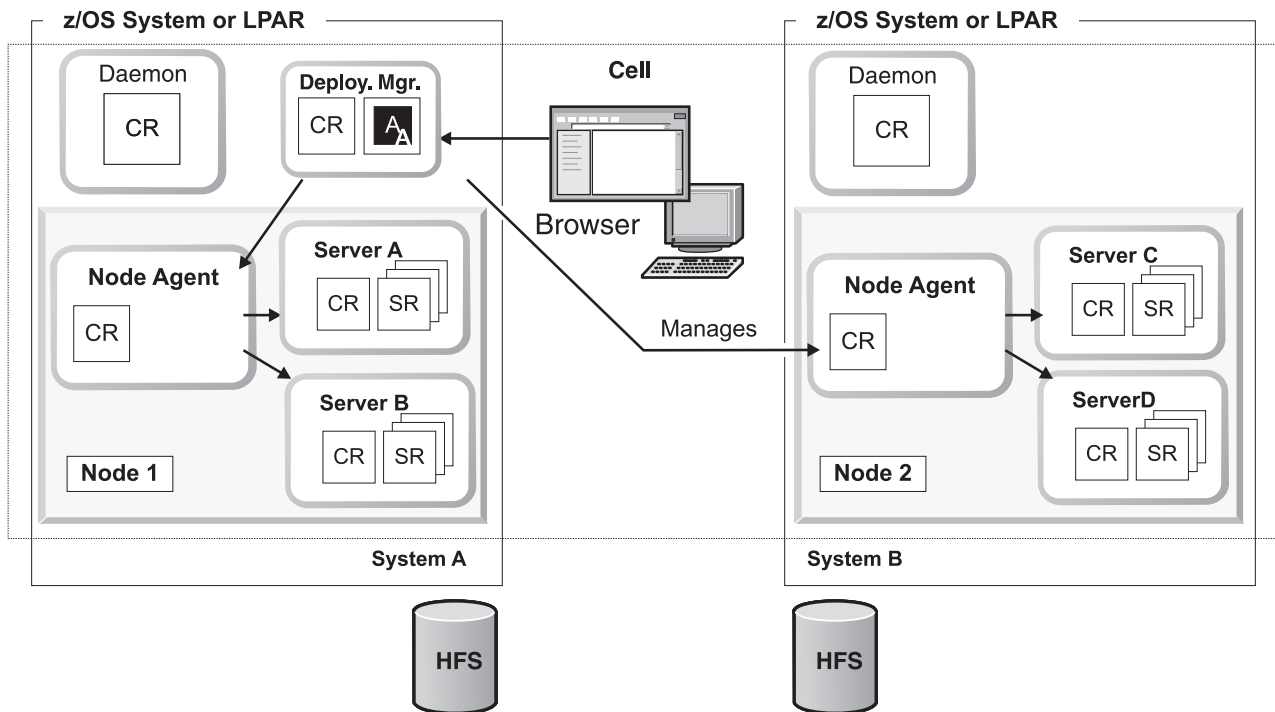 z/OS System or LPAR
z/OS System or LPAR
Daemon
CR
Deploy. Mgr.
CR
A
A
Cell
Browser
Daemon
CR
Node Agent
CR
Server A
CR
SR
Server B
CR
SR
Node 1
Manages
Node Agent
CR
Server C
CR
SR
ServerD
CR
SR
Node 2
System A
System B
HFS
HFS